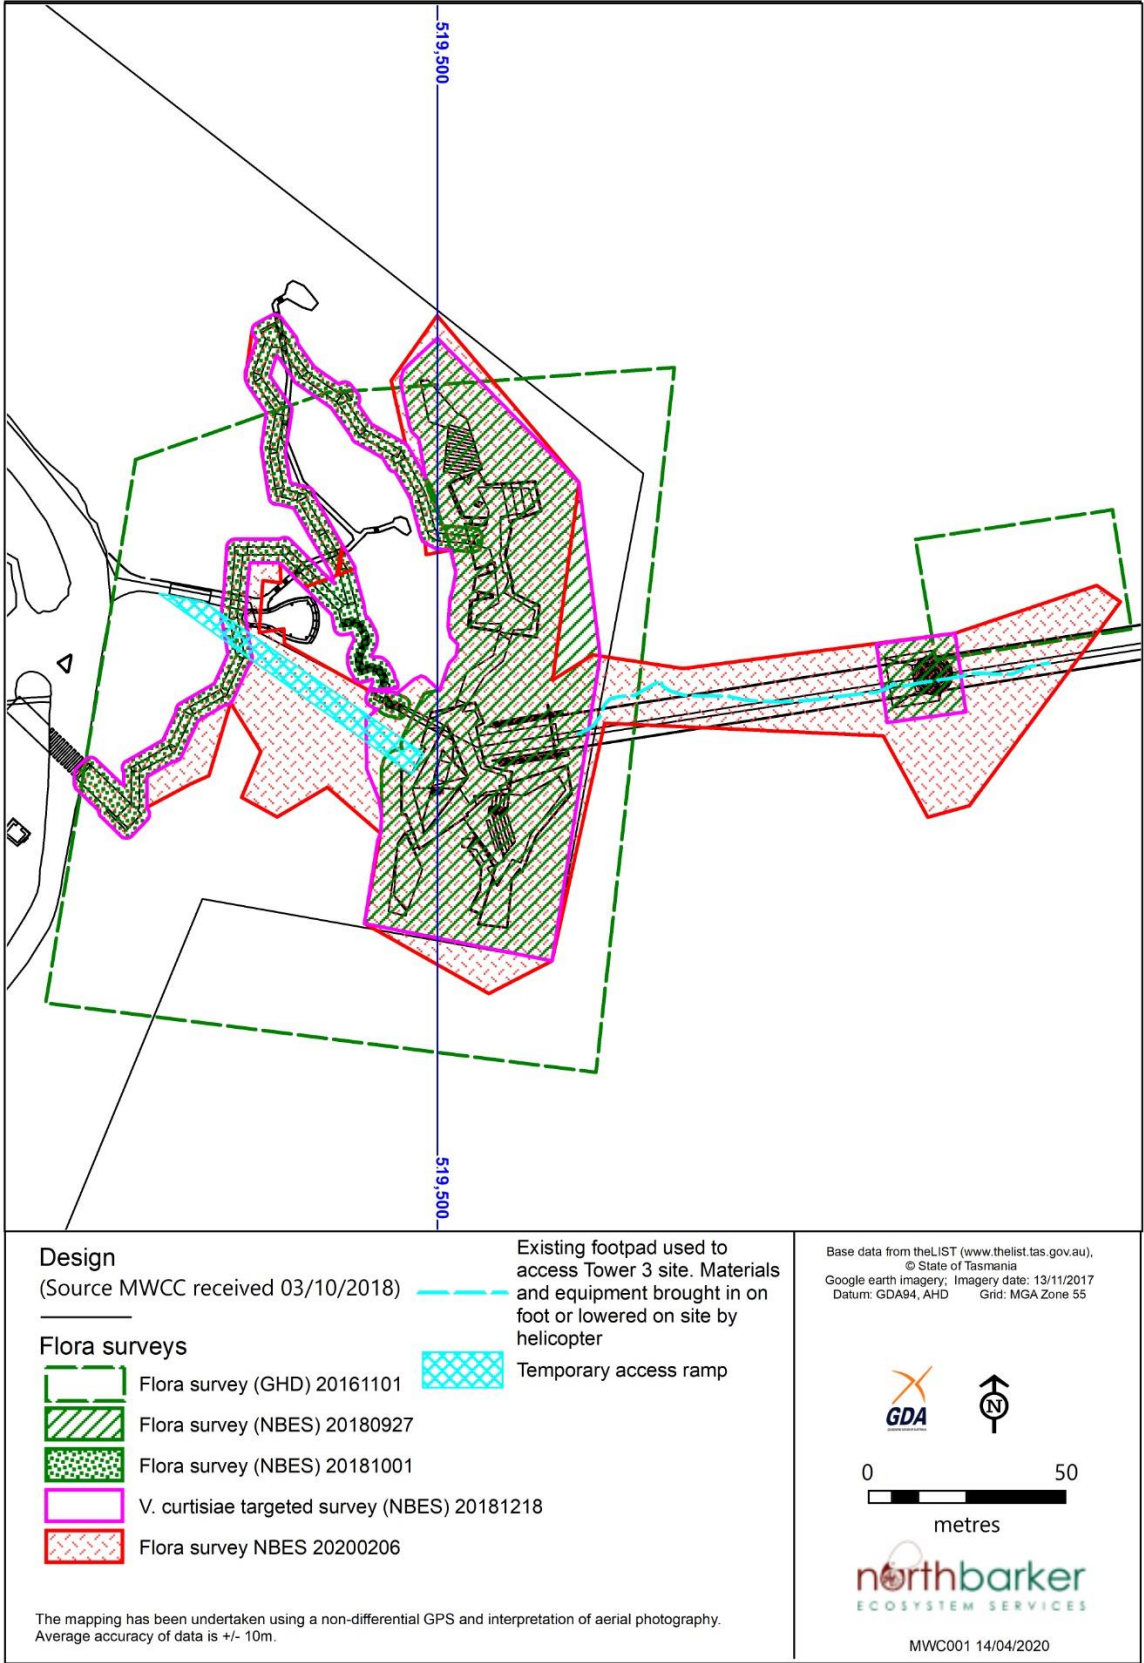 519,500
519,500
Design
(Source MWCC received 03/10/2018)
Flora surveys
Flora survey (GHD) 20161101
Flora survey (NBES) 20180927
Flora survey (NBES) 20181001
V. curtisiae targeted survey (NBES) 20181218
Flora survey NBES 20200206
Existing footpad used to
access Tower 3 site. Materials
and equipment brought in on
foot or lowered on site by
helicopter
Temporary access ramp
The mapping has been undertaken using a non-differential GPS and interpretation of aerial photography.
Average accuracy of data is +/- 10m.
Base data from theLIST (www.thelist.tas.gov.au),
© State of Tasmania
Google earth imagery; Imagery date: 13/11/2017
Datum: GDA94, AHD Grid: MGA Zone 55
GDA
N
0 50
metres
northbarker
ECOSYSTEM SERVICES
MWC001 14/04/2020